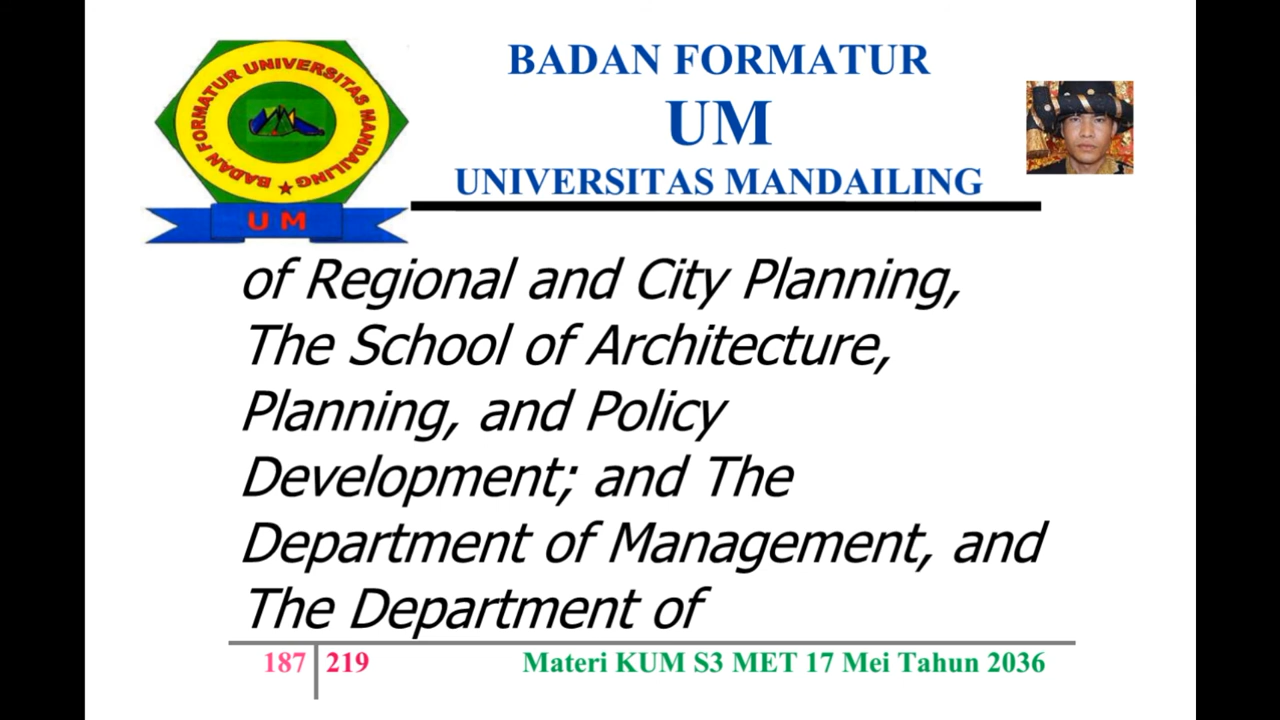 BADAN FORMATUR UNIVERSITAS MANDAILING
UM
BADAN FORMATUR
UM
UNIVERSITAS MANDAILING
of Regional and City Planning,
The School of Architecture,
Planning, and Policy
Development; and The
Department of Management, and
The Department of
187 219 Materi KUM S3 MET 17 Mei Tahun 2036